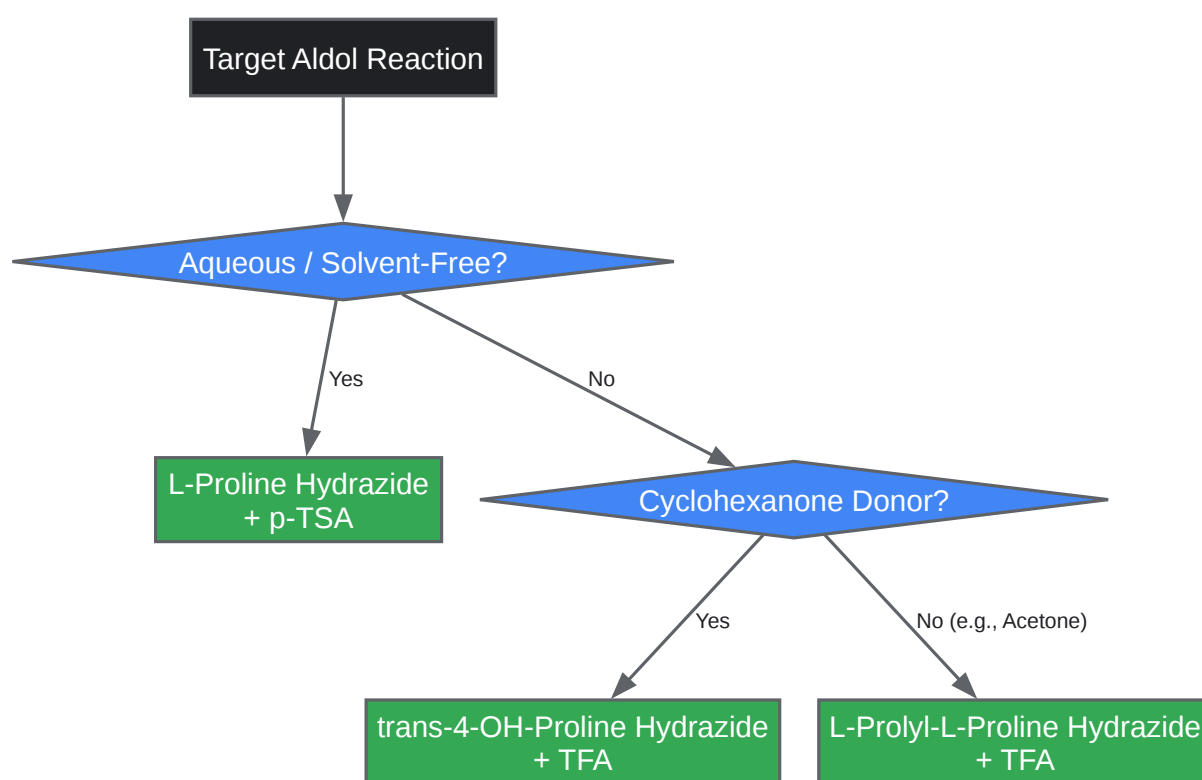 Target Aldol Reaction
Aqueous / Solvent-Free?
Yes
No
L-Proline Hydrazide
+ p-TSA
Cyclohexanone Donor?
Yes
No (e.g., Acetone)
trans-4-OH-Proline Hydrazide
+ TFA
L-Prolyl-L-Proline Hydrazide
+ TFA